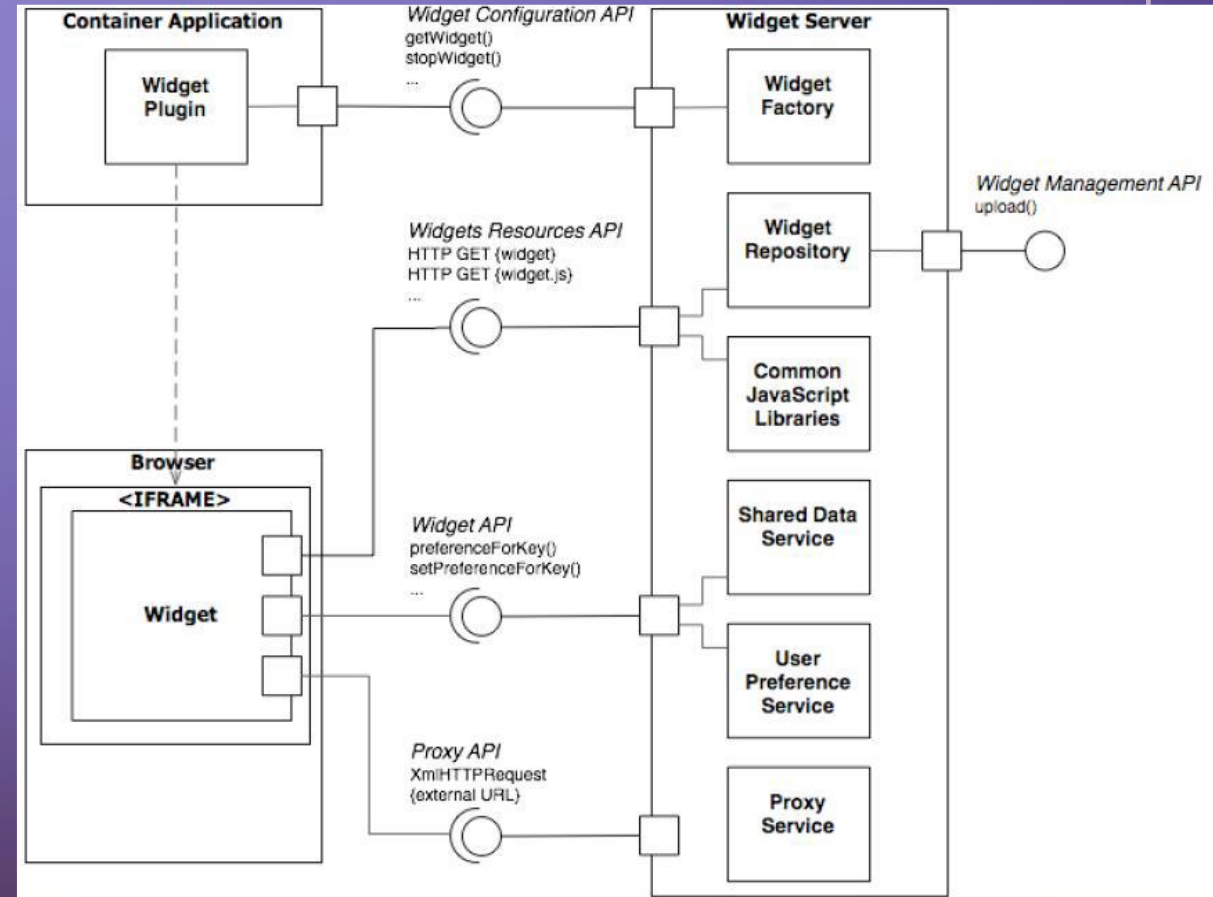 Container Application
Widget
Plugin
Widget Configuration API
getWidget()
stopWidget()
...
Widget Server
Widget
Factory
Widget Management API
upload()
Widget
Repository
Widgets Resources API
HTTP GET {widget}
HTTP GET {widget.js}
...
Common
JavaScript
Libraries
Browser
<IFRAME>
Widget
Widget API
preferenceForKey()
setPreferenceForKey()
...
Shared Data
Service
User
Preference
Service
Proxy API
XmlHTTPRequest
{external URL}
Proxy
Service